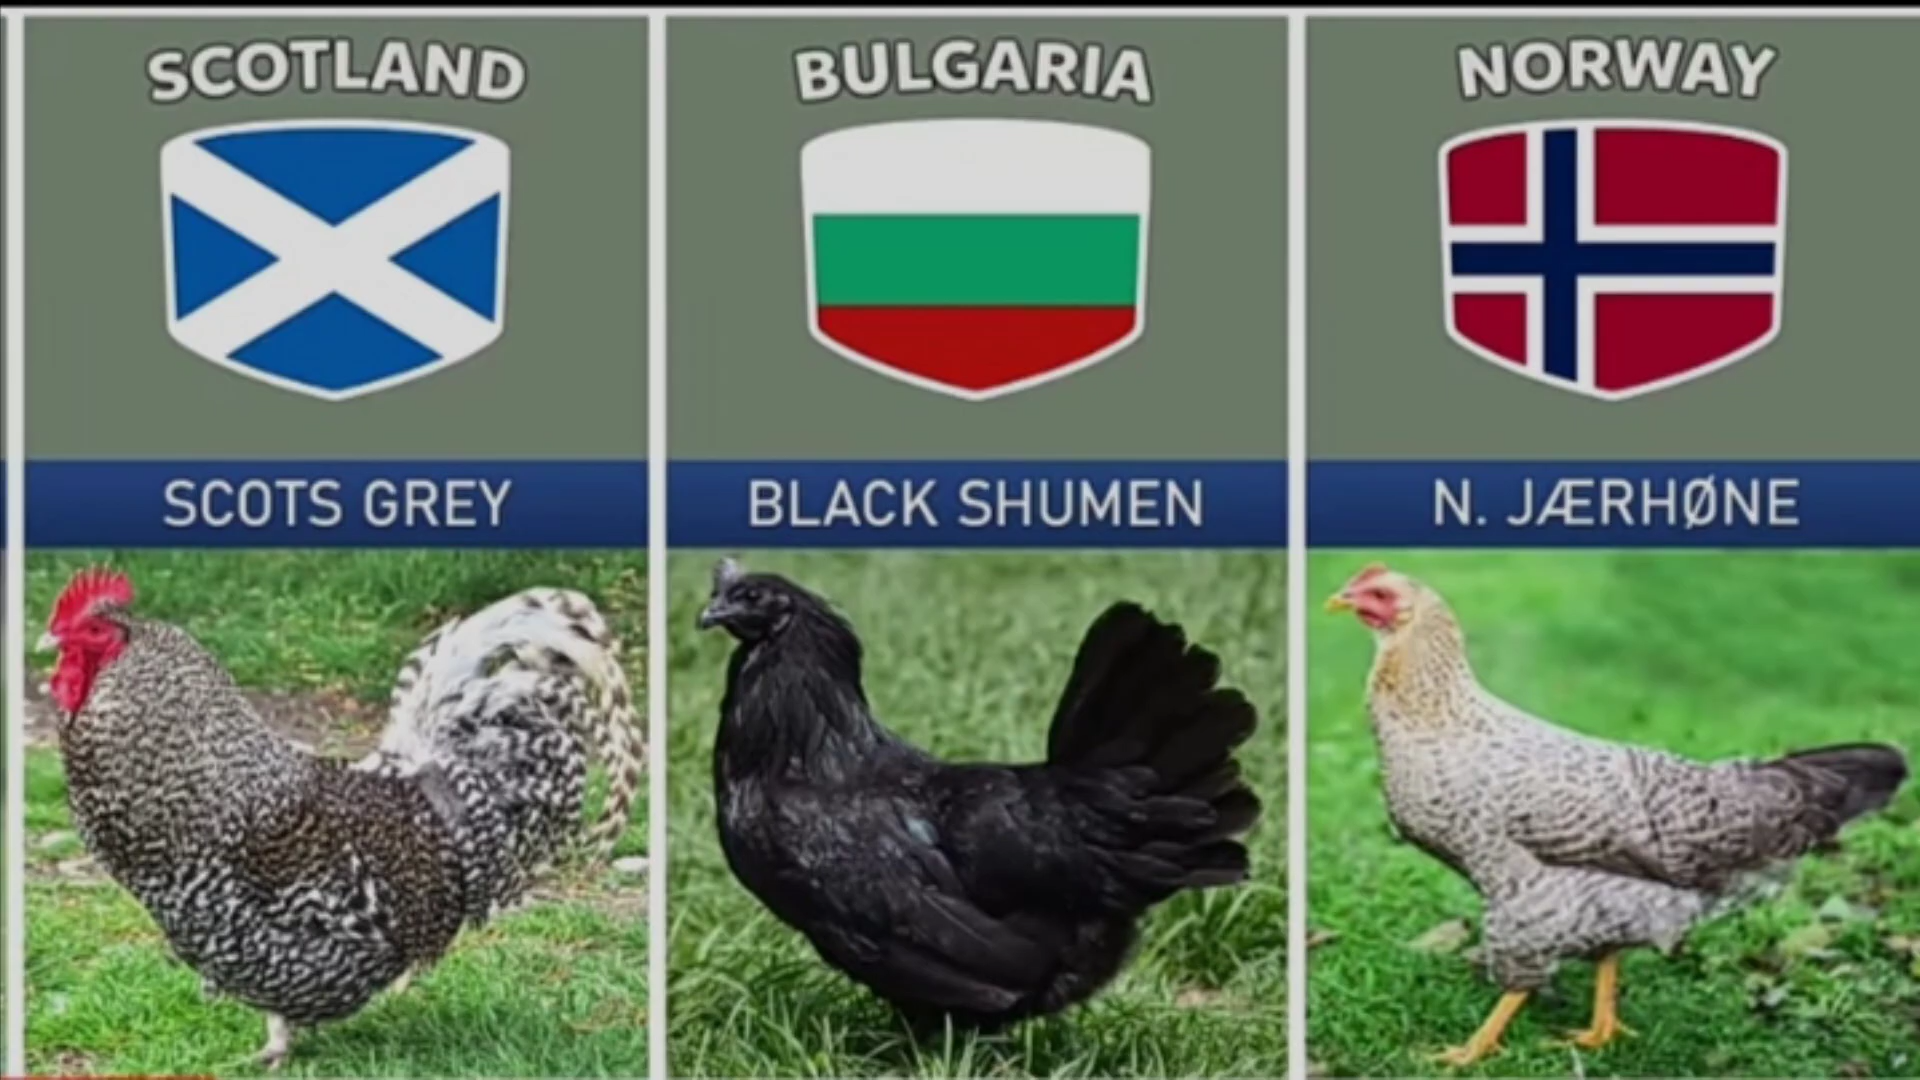 SCOTLAND
BULGARIA
NORWAY
SCOTS GREY
BLACK SHUMEN
N. JÆRHØNE